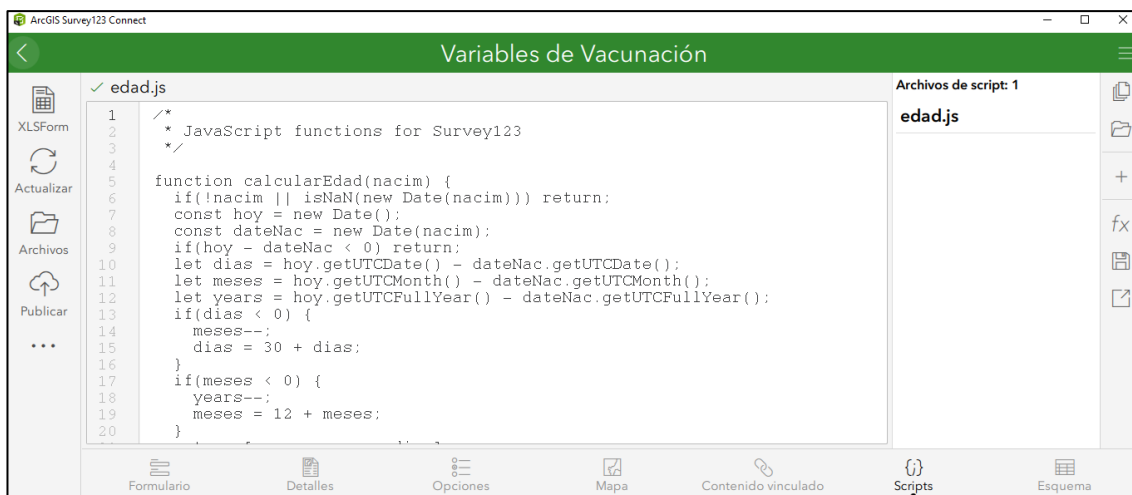 ArcGIS Survey123 Connect
Variables de Vacunación
XLSForm
Actualizar
Archivos
Publicar
edad.js
1 /*
2 * JavaScript functions for Survey123
3 */
4
5 function calcularEdad(nacim) {
6 if(!nacim || isNaN(new Date(nacim))) return;
7 const hoy = new Date();
8 const dateNac = new Date(nacim);
9 if(hoy - dateNac < 0) return;
10 let dias = hoy.getUTCDate() - dateNac.getUTCDate();
11 let meses = hoy.getUTCMonth() - dateNac.getUTCMonth();
12 let years = hoy.getUTCFullYear() - dateNac.getUTCFullYear();
13 if(dias < 0) {
14 meses--;
15 dias = 30 + dias;
16 }
17 if(meses < 0) {
18 years--;
19 meses = 12 + meses;
20 }
Archivos de script: 1
edad.js
fx
Formulario
Detalles
Opciones
Mapa
Contenido vinculado
{j}
Scripts
Esquema